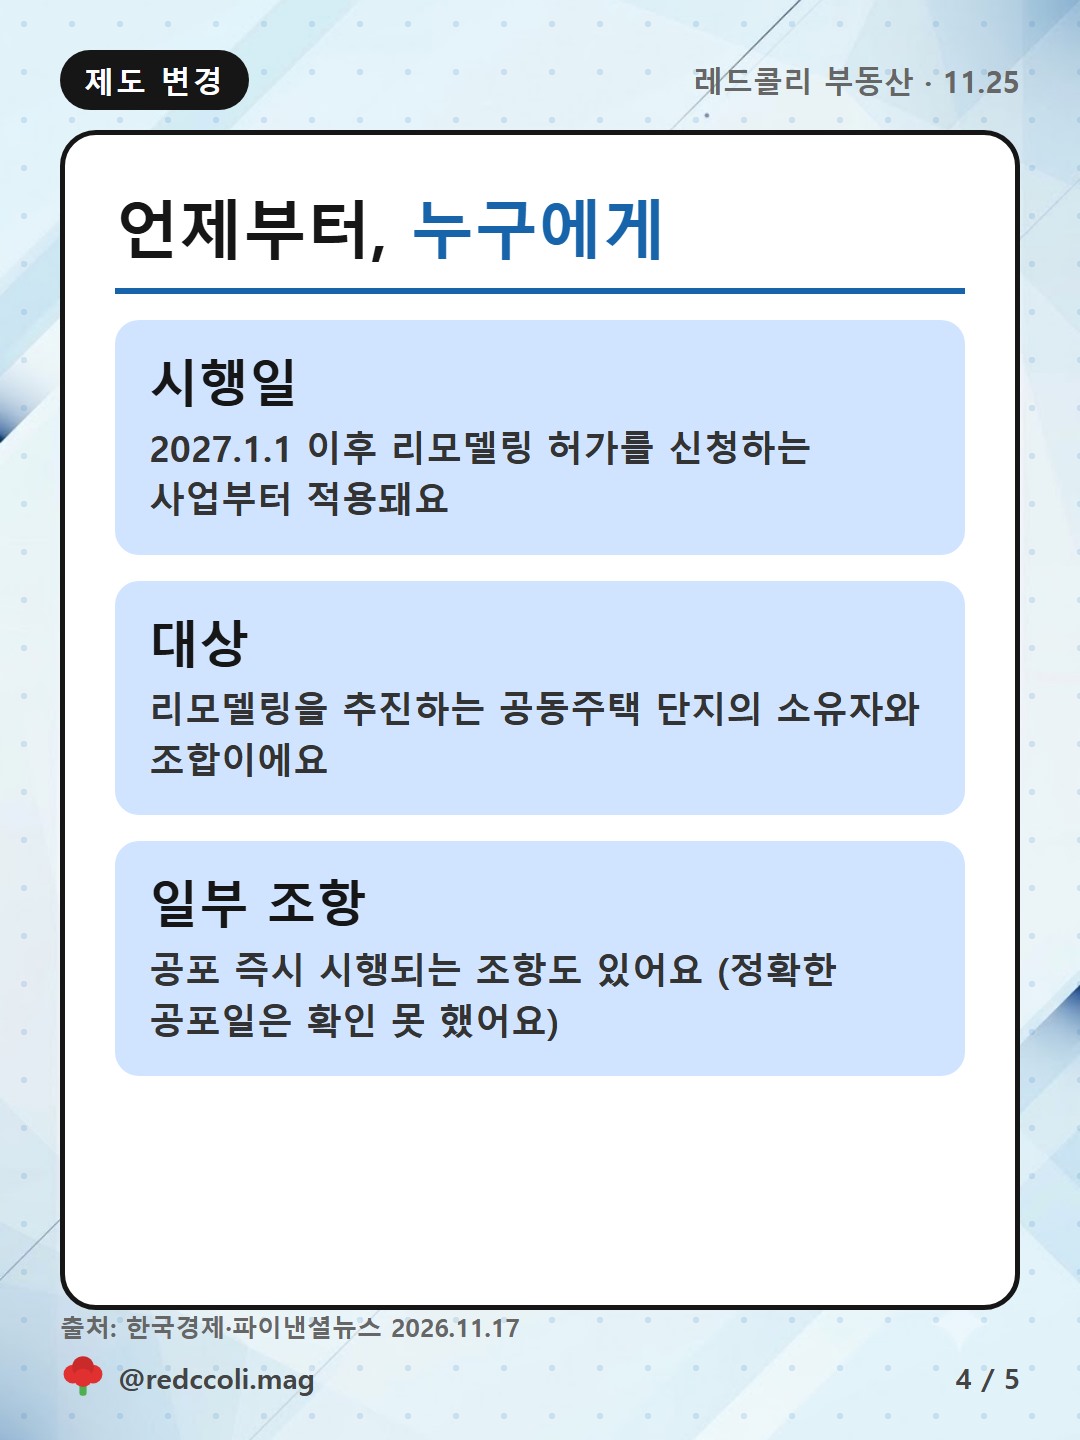 제도 변경
레드콜리 부동산 · 11.25
언제부터, 누구에게
시행일
2027.1.1 이후 리모델링 허가를 신청하는
사업부터 적용돼요
대상
리모델링을 추진하는 공동주택 단지의 소유자와
조합이에요
일부 조항
공포 즉시 시행되는 조항도 있어요 (정확한
공포일은 확인 못 했어요)
출처: 한국경제·파이낸셜뉴스 2026.11.17
@redccoli.mag
4 / 5